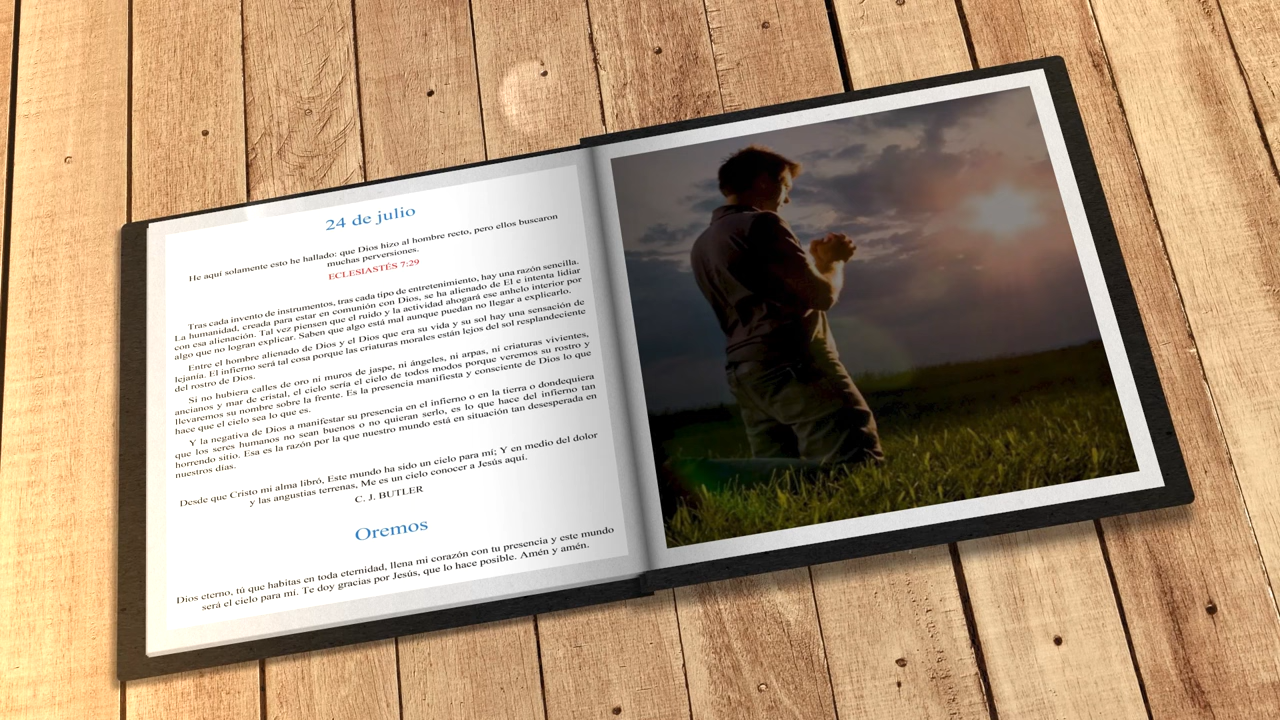 24 de julio
He aquí solamente esto he hallado: que Dios hizo al hombre recto, pero ellos buscaron
muchas perversiones.
ECLESIASTÉS 7:29
Tras cada invento de instrumentos, tras cada tipo de entretenimiento, hay una razón sencilla.
La humanidad, creada para estar en comunión con Dios, se ha alienado de El e intenta lidiar
con esa alienación. Tal vez piensen que el ruido y la actividad ahogará ese anhelo interior por
algo que no logran explicar. Saben que algo está mal aunque puedan no llegar a explicarlo.
Entre el hombre alienado de Dios y el Dios que era su vida y su sol hay una sensación de
lejanía. El infierno será tal cosa porque las criaturas morales están lejos del sol resplandeciente
del rostro de Dios.
Si no hubiera calles de oro ni muros de jaspe, ni ángeles, ni arpas, ni criaturas vivientes,
ancianos y mar de cristal, el cielo sería el cielo de todos modos porque veremos su rostro y
llevaremos su nombre sobre la frente. Es la presencia manifiesta y consciente de Dios lo que
hace que el cielo sea lo que es.
Y la negativa de Dios a manifestar su presencia en el infierno o en la tierra o dondequiera
que los seres humanos no sean buenos o no quieran serlo, es lo que hace del infierno tan
horrendo sitio. Esa es la razón por la que nuestro mundo está en situación tan desesperada en
nuestros días.
Desde que Cristo mi alma libró, Este mundo ha sido un cielo para mí; Y en medio del dolor
y las angustias terrenas, Me es un cielo conocer a Jesús aquí.
C. J. BUTLER
Oremos
Dios eterno, tú que habitas en toda eternidad, llena mi corazón con tu presencia y este mundo
será el cielo para mí. Te doy gracias por Jesús, que lo hace posible. Amén y amén.